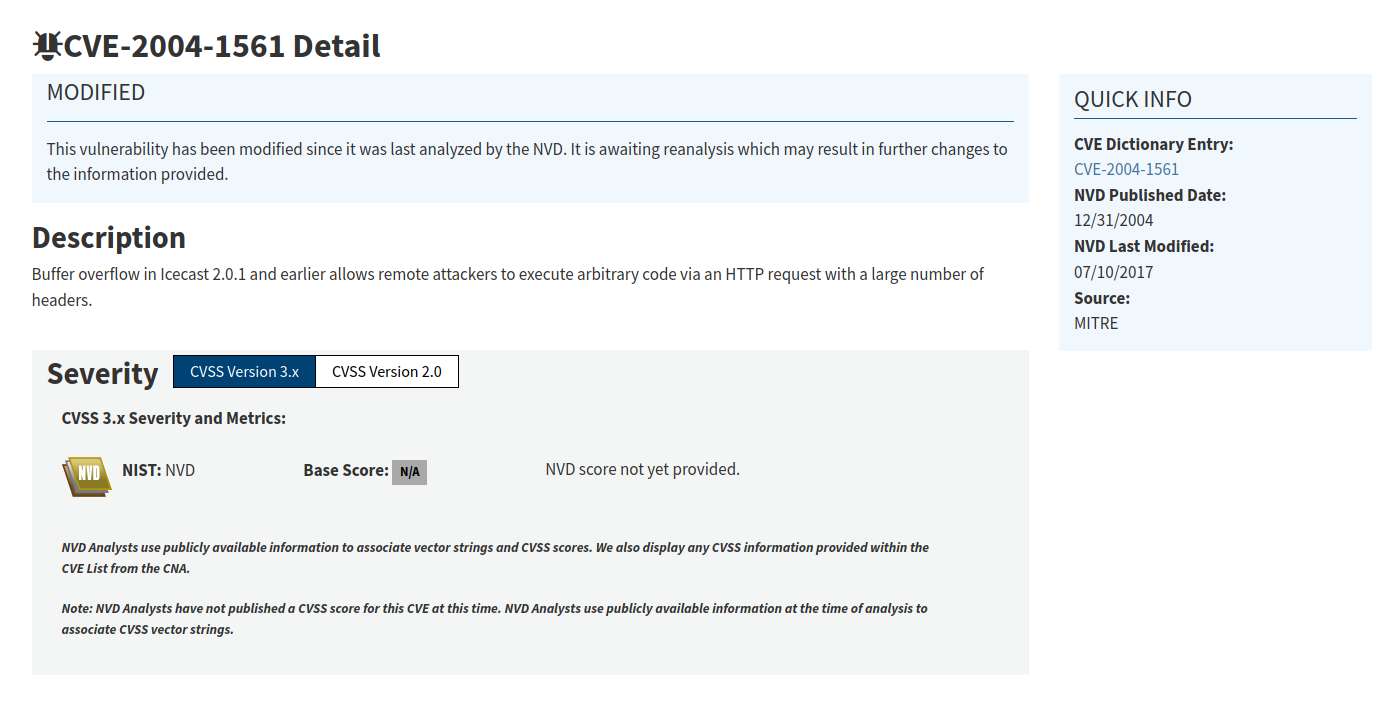 CVE-2004-1561 Detail
MODIFIED
This vulnerability has been modified since it was last analyzed by the NVD. It is awaiting reanalysis which may result in further changes to
the information provided.
Description
Buffer overflow in Icecast 2.0.1 and earlier allows remote attackers to execute arbitrary code via an HTTP request with a large number of
headers.
Severity CVSS Version 3.x CVSS Version 2.0
CVSS 3.x Severity and Metrics:
NVD NIST: NVD Base Score: N/A NVD score not yet provided.
NVD Analysts use publicly available information to associate vector strings and CVSS scores. We also display any CVSS information provided within the
CVE List from the CNA.
Note: NVD Analysts have not published a CVSS score for this CVE at this time. NVD Analysts use publicly available information at the time of analysis to
associate CVSS vector strings.
QUICK INFO
CVE Dictionary Entry:
CVE-2004-1561
NVD Published Date:
12/31/2004
NVD Last Modified:
07/10/2017
Source:
MITRE